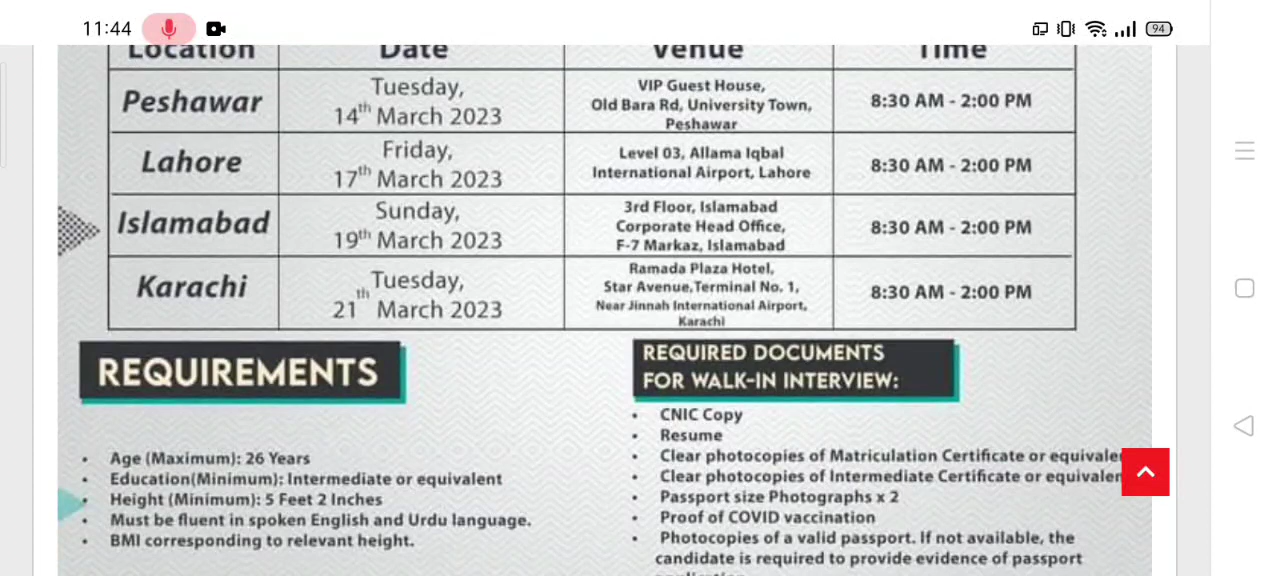 11:44
94
Location Date Venue Time
Peshawar
Tuesday,
14th March 2023
VIP Guest House,
Old Bara Rd, University Town,
Peshawar
8:30 AM - 2:00 PM
Lahore
Friday,
17th March 2023
Level 03, Allama Iqbal
International Airport, Lahore
8:30 AM - 2:00 PM
Islamabad
Sunday,
19th March 2023
3rd Floor, Islamabad
Corporate Head Office,
F-7 Markaz, Islamabad
8:30 AM - 2:00 PM
Karachi
Tuesday,
21th March 2023
Ramada Plaza Hotel,
Star Avenue,Terminal No. 1,
Near Jinnah International Airport,
Karachi
8:30 AM - 2:00 PM
REQUIREMENTS
• Age (Maximum): 26 Years
• Education(Minimum): Intermediate or equivalent
• Height (Minimum): 5 Feet 2 Inches
• Must be fluent in spoken English and Urdu language.
• BMI corresponding to relevant height.
REQUIRED DOCUMENTS
FOR WALK-IN INTERVIEW:
• CNIC Copy
• Resume
• Clear photocopies of Matriculation Certificate or equivale
• Clear photocopies of Intermediate Certificate or equivaler
• Passport size Photographs x 2
• Proof of COVID vaccination
• Photocopies of a valid passport. If not available, the
candidate is required to provide evidence of passport